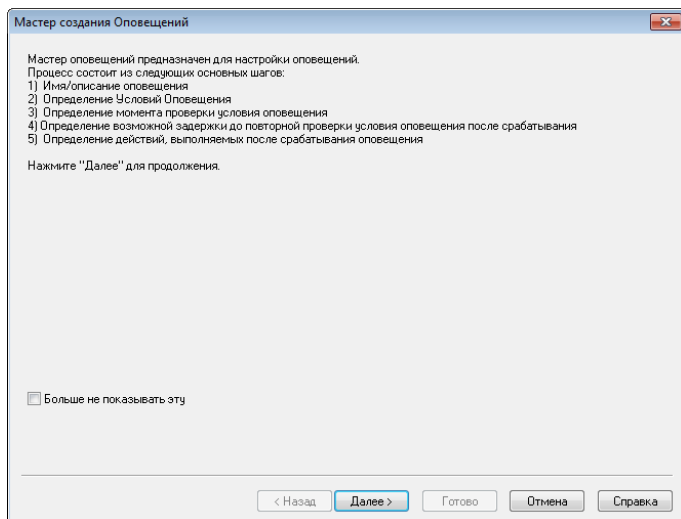 Мастер создания Оповещений
Мастер оповещений предназначен для настройки оповещений.
Процесс состоит из следующих основных шагов:
1) Имя/описание оповещения
2) Определение Условий Оповещения
3) Определение момента проверки условия оповещения
4) Определение возможной задержки до повторной проверки условия оповещения после срабатывания
5) Определение действий, выполняемых после срабатывания оповещения
Нажмите "Далее" для продолжения.
Больше не показывать эту
< Назад Далее > Готово Отмена Справка